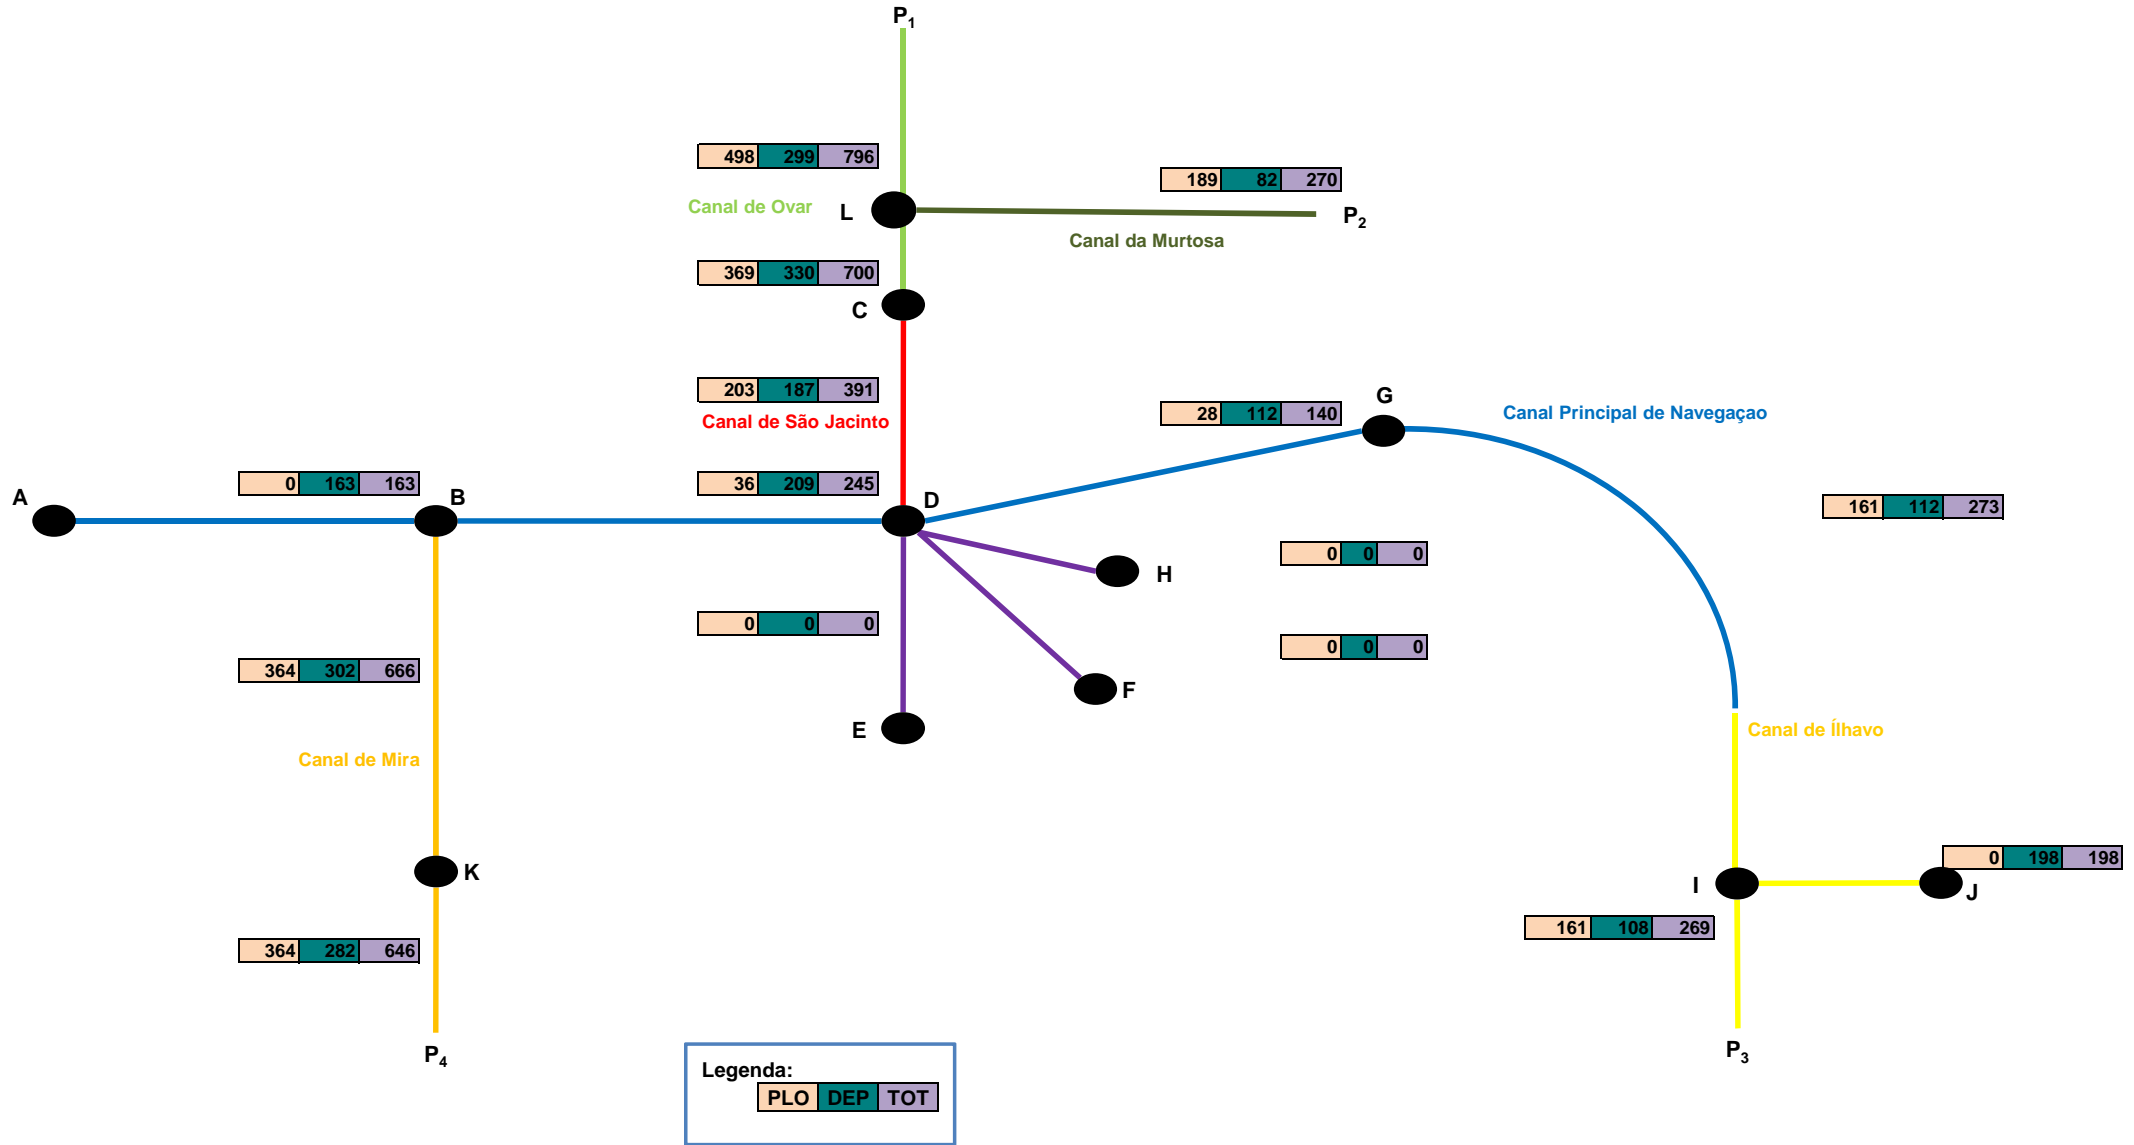 P1
498 299 796
189 82 270
Canal de Ovar
L
P2
Canal da Murtosa
369 330 700
C
203 187 391
G
28 112 140
Canal Principal de Navegaçao
Canal de São Jacinto
0 163 163
36 209 245
A
B
D
161 112 273
0 0 0
H
0 0 0
0 0 0
364 302 666
F
E
Canal de Ílhavo
Canal de Mira
0 198 198
K
I
J
161 108 269
364 282 646
P4
P3
Legenda:
PLO DEP TOT